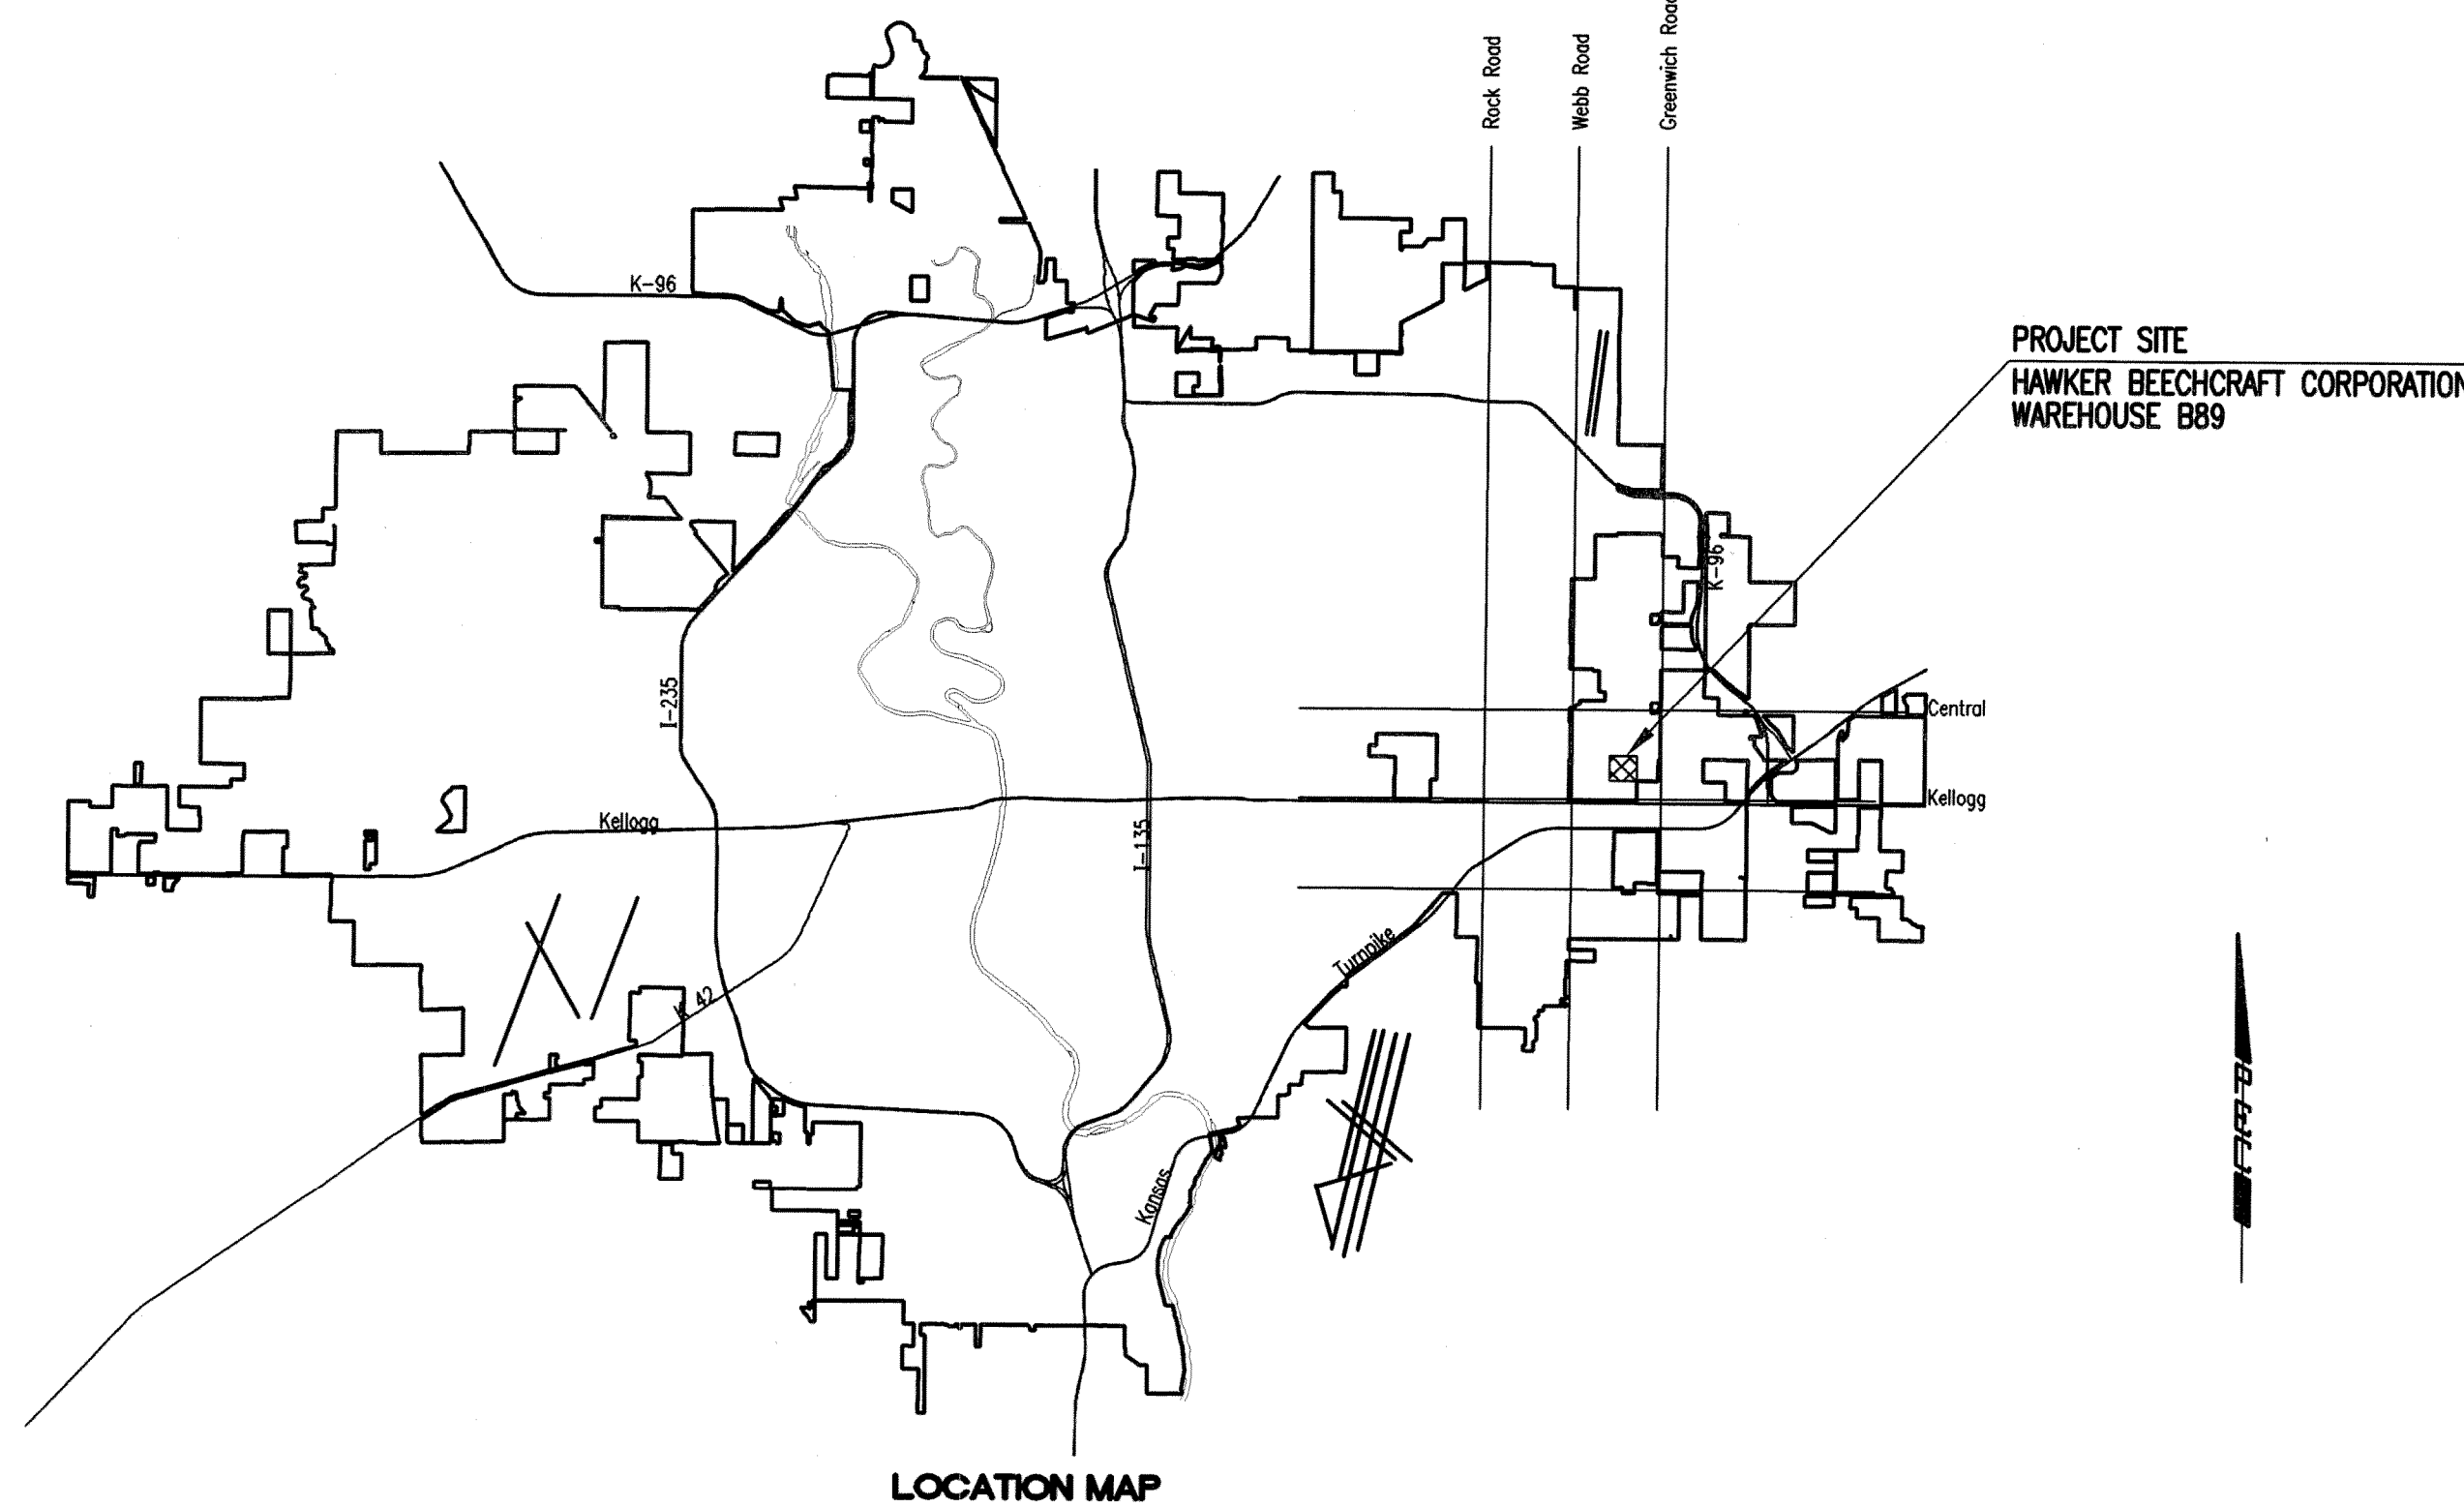 Rock Road
Webb Road
Greenwich Road
K-96
PROJECT SITE
HAWKER BEECHCRAFT CORPORATION
WAREHOUSE B89
K-96
I-235
Central
Kellogg
Kellogg
I-135
Turnpike
K 42
Kansas
LOCATION MAP